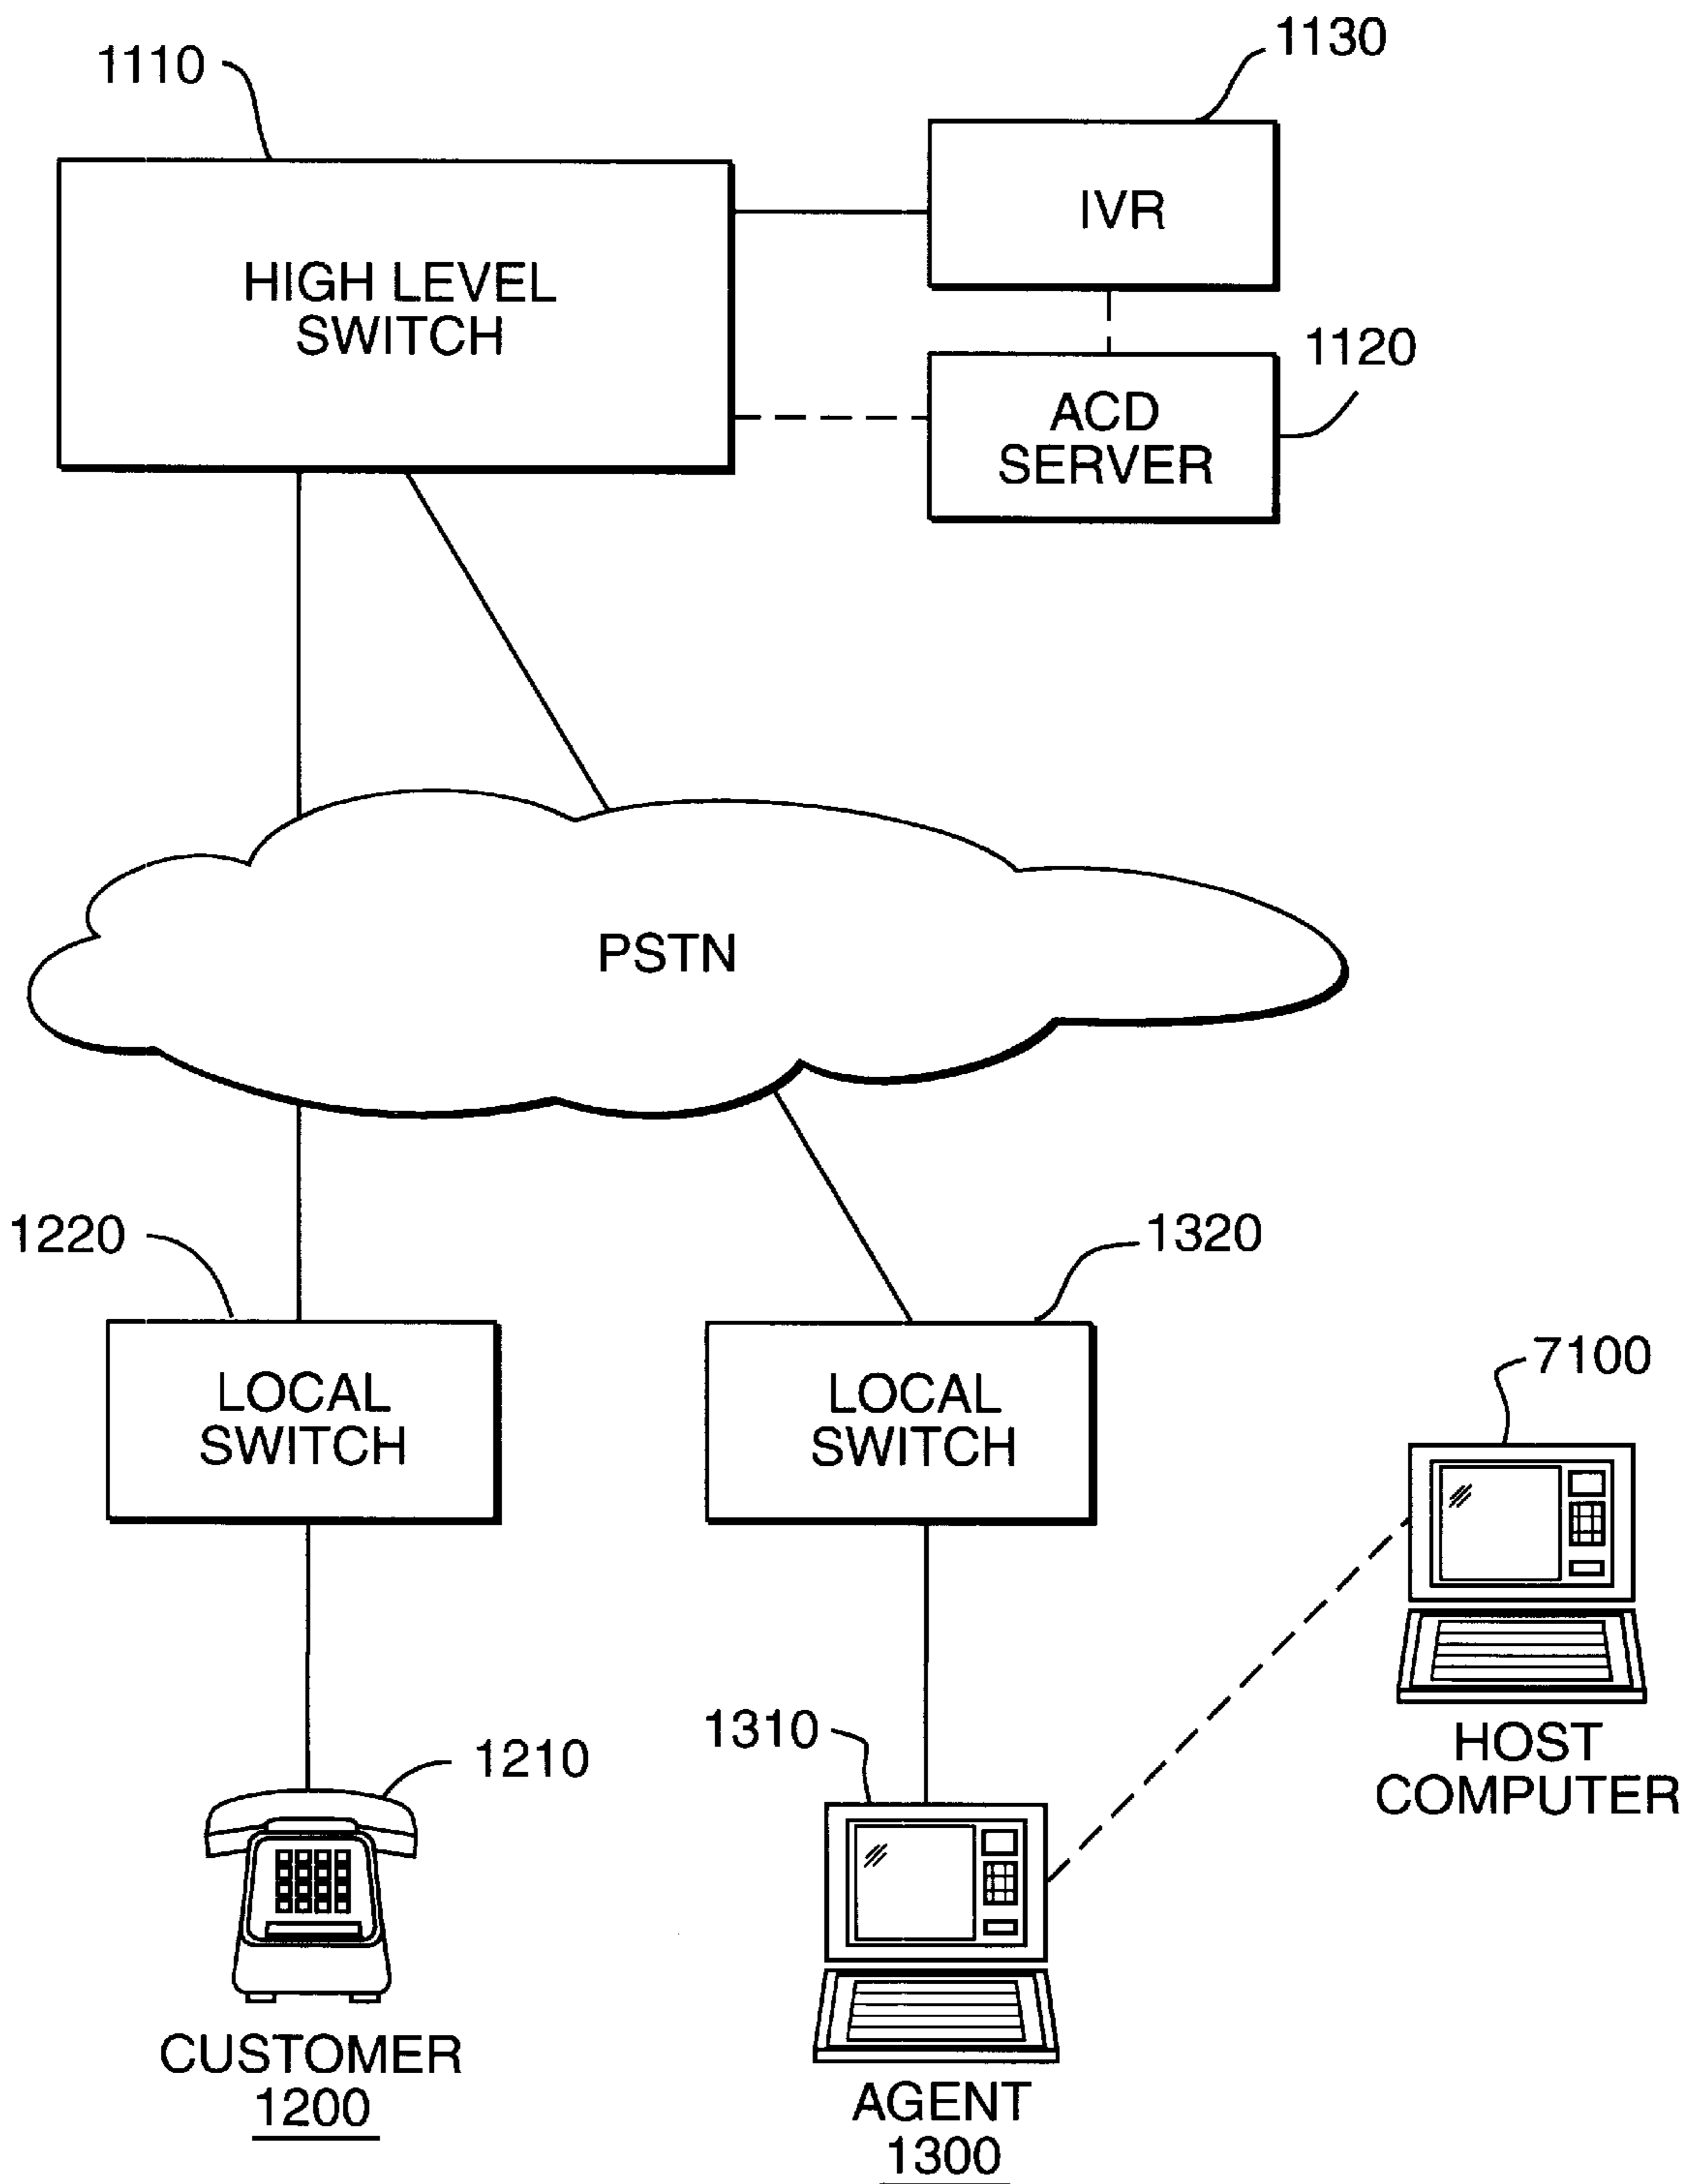 1110
1130
IVR
HIGH LEVEL
SWITCH
1120
ACD
SERVER
PSTN
1220
1320
LOCAL
SWITCH
LOCAL
SWITCH
7100
HOST
COMPUTER
1310
1210
CUSTOMER
1200
AGENT
1300